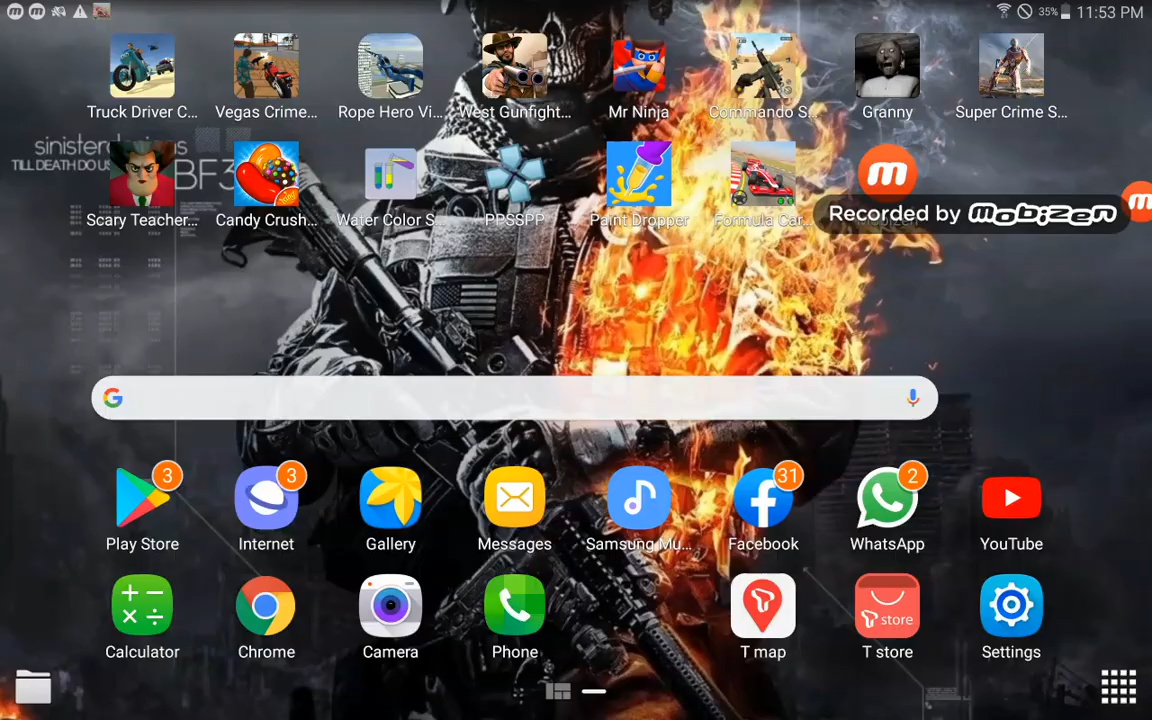 35% 11:53 PM
Truck Driver C...
Vegas Crime...
Rope Hero Vi...
West Gunfight...
Mr Ninja
Commando S...
Granny
Super Crime S...
TILL DEATH DO US
BF3
Scary Teacher...
Candy Crush...
Water Color S...
PPSSPP
Paint Dropper
Formula Car...
Recorded by mobizen
3
3
31
2
Play Store
Internet
Gallery
Messages
Samsung Mu...
Facebook
WhatsApp
YouTube
store
Calculator
Chrome
Camera
Phone
T map
T store
Settings